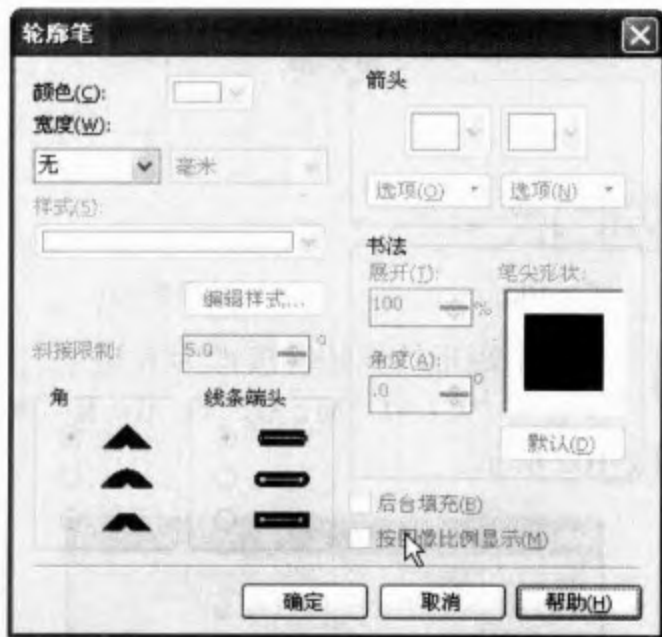 轮廓笔
颜色(C):
宽度(W):
无
毫米
样式(S):
编辑样式...
斜接限制:
5.0
°
角
线条端头
箭头
选项(O)
选项(N)
书法
展开(T):
笔尖形状:
100
%
角度(A):
.0
°
默认(D)
后台填充(B)
按图像比例显示(M)
确定
取消
帮助(H)